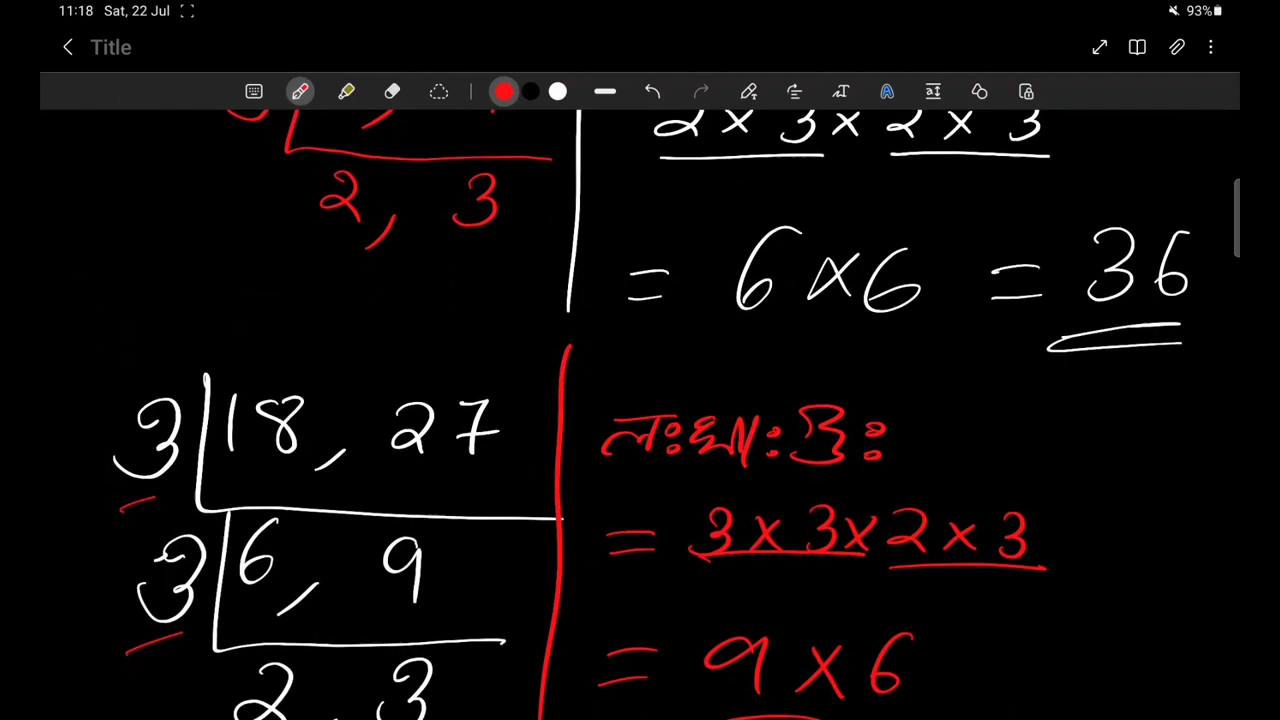 11:18 Sat, 22 Jul 93%
Title
2 × 3 × 2 × 3
2, 3
= 6 × 6 = 36
3 18, 27
3 6, 9
2, 3
= 3 × 3 × 2 × 3
= 9 × 6